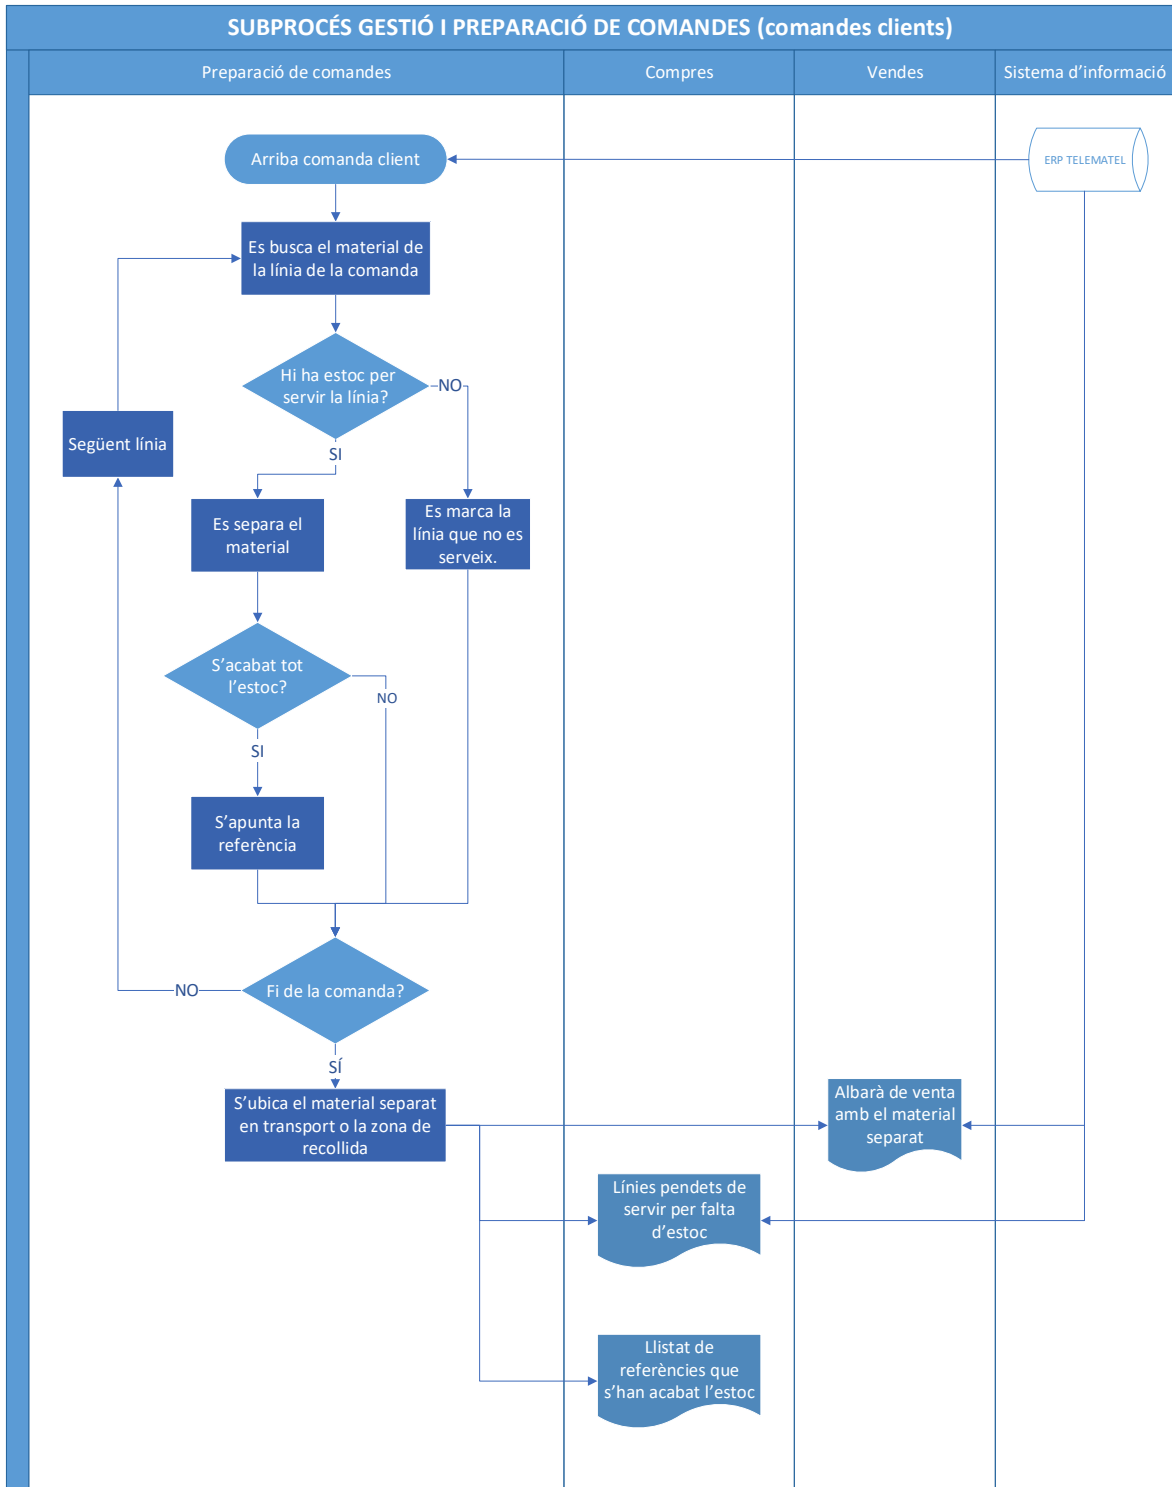 SUBPROCÉS GESTIÓ I PREPARACIÓ DE COMANDES (comandes clients)
Preparació de comandes
Compres
Vendes
Sistema d'informació
Arriba comanda client
ERP TELEMATEL
Es busca el material de
la línia de la comanda
Hi ha estoc per
servir la línia?
NO
Següent línia
SI
Es separa el
material
Es marca la
línia que no es
serveix.
S'acabat tot
l'estoc?
NO
SI
S'apunta la
referència
Fi de la comanda?
NO
SÍ
S'ubica el material separat
en transport o la zona de
recollida
Albarà de venta
amb el material
separat
Línies pendets de
servir per falta
d'estoc
Llistat de
referències que
s'han acabat l'estoc